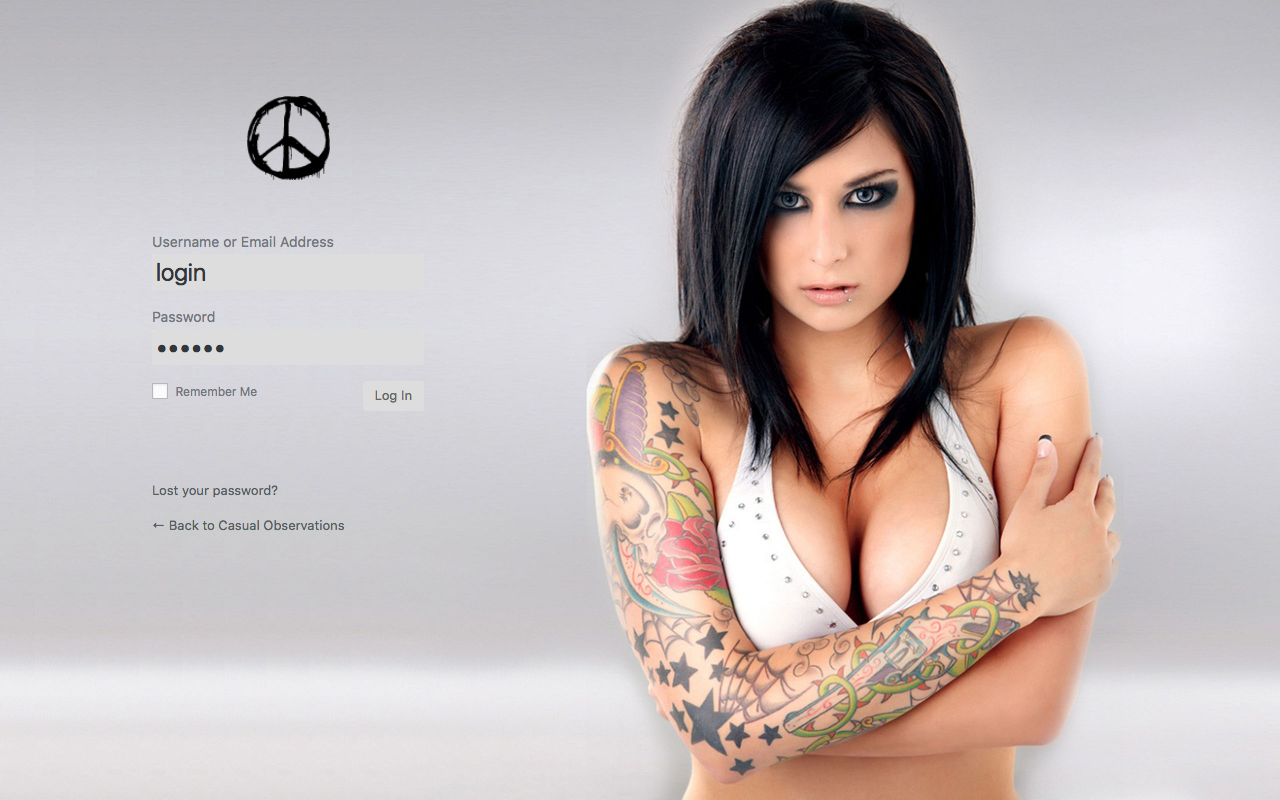 Username or Email Address
login
Password
••••••
Remember Me
Log In
Lost your password?
← Back to Casual Observations